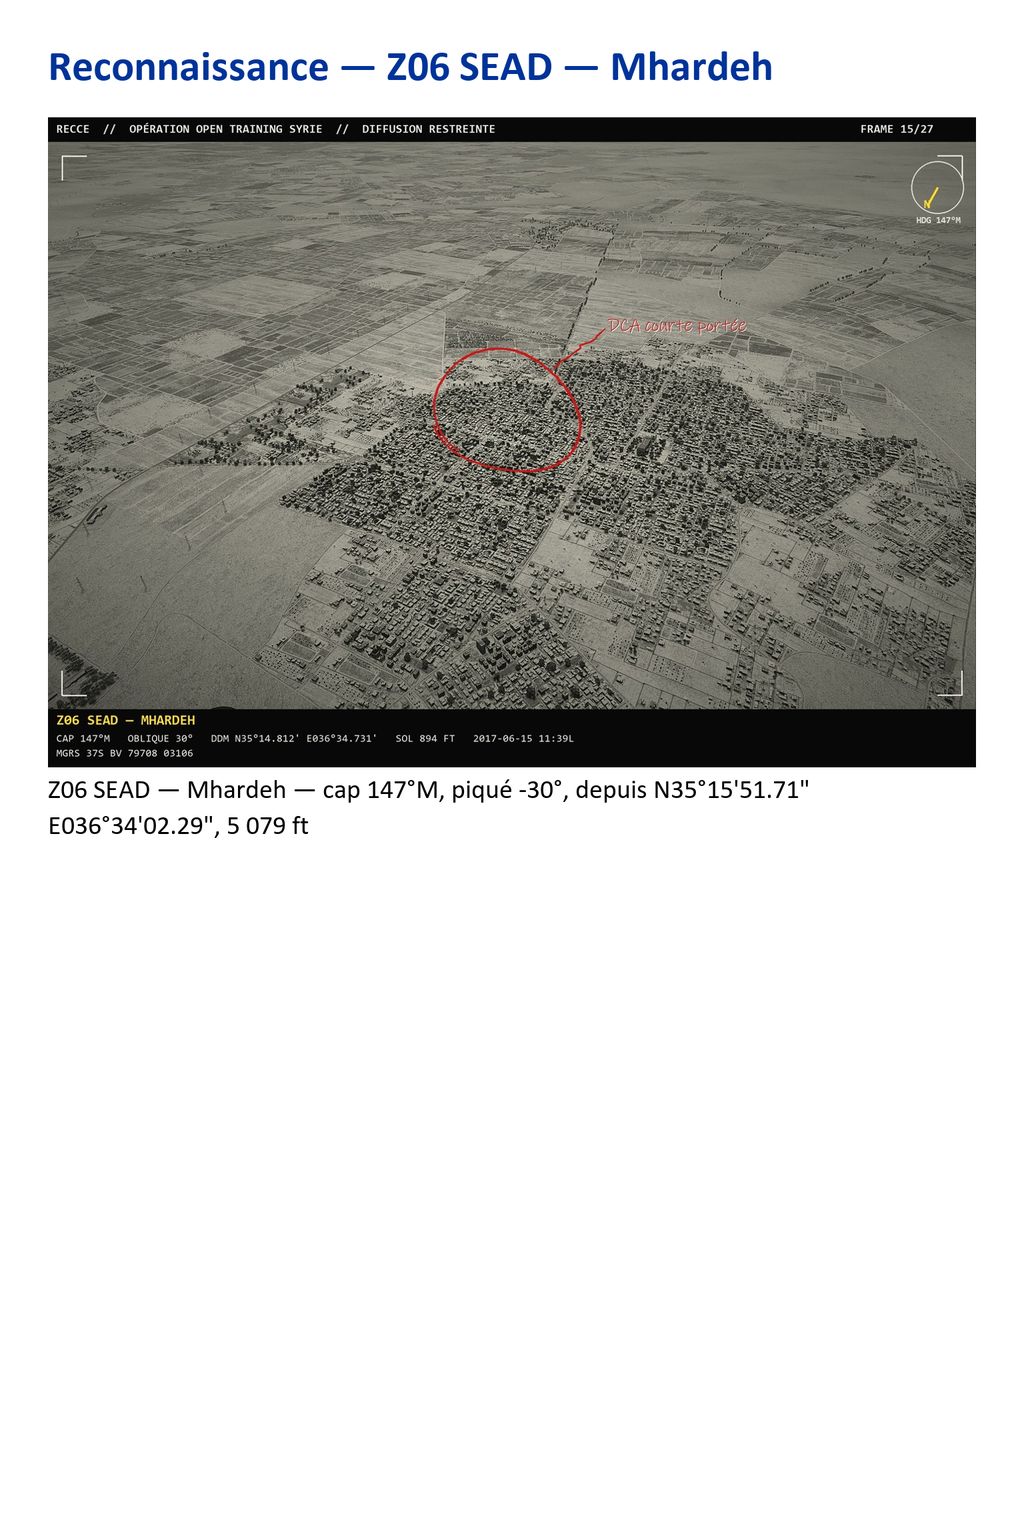 Reconnaissance — Z06 SEAD — Mhardeh
RECCE // OPÉRATION OPEN TRAINING SYRIE // DIFFUSION RESTREINTE
FRAME 15/27
N
HDG 147°M
DCA courte portée
Z06 SEAD — MHARDEH
CAP 147°M OBLIQUE 30° DDM N35°14.812' E036°34.731' SOL 894 FT 2017-06-15 11:39L
MGRS 37S BV 79708 03106
Z06 SEAD — Mhardeh — cap 147°M, piqué -30°, depuis N35°15'51.71"
E036°34'02.29", 5 079 ft